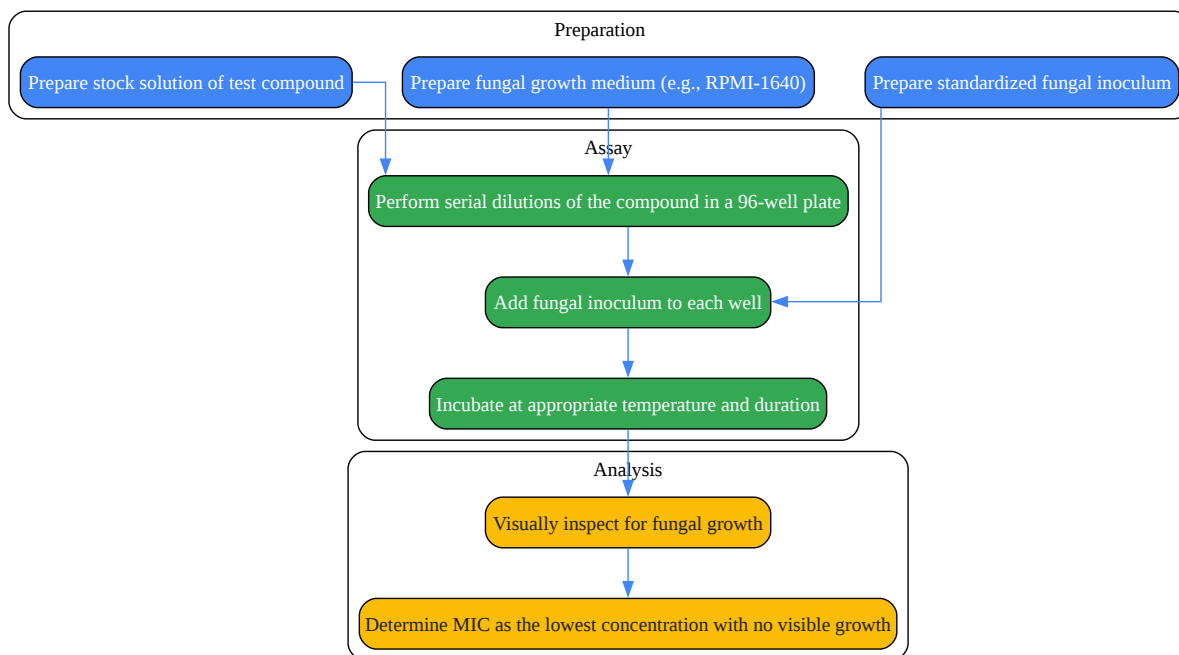 Preparation
Prepare stock solution of test compound
Prepare fungal growth medium (e.g., RPMI-1640)
Prepare standardized fungal inoculum
Assay
Perform serial dilutions of the compound in a 96-well plate
Add fungal inoculum to each well
Incubate at appropriate temperature and duration
Analysis
Visually inspect for fungal growth
Determine MIC as the lowest concentration with no visible growth